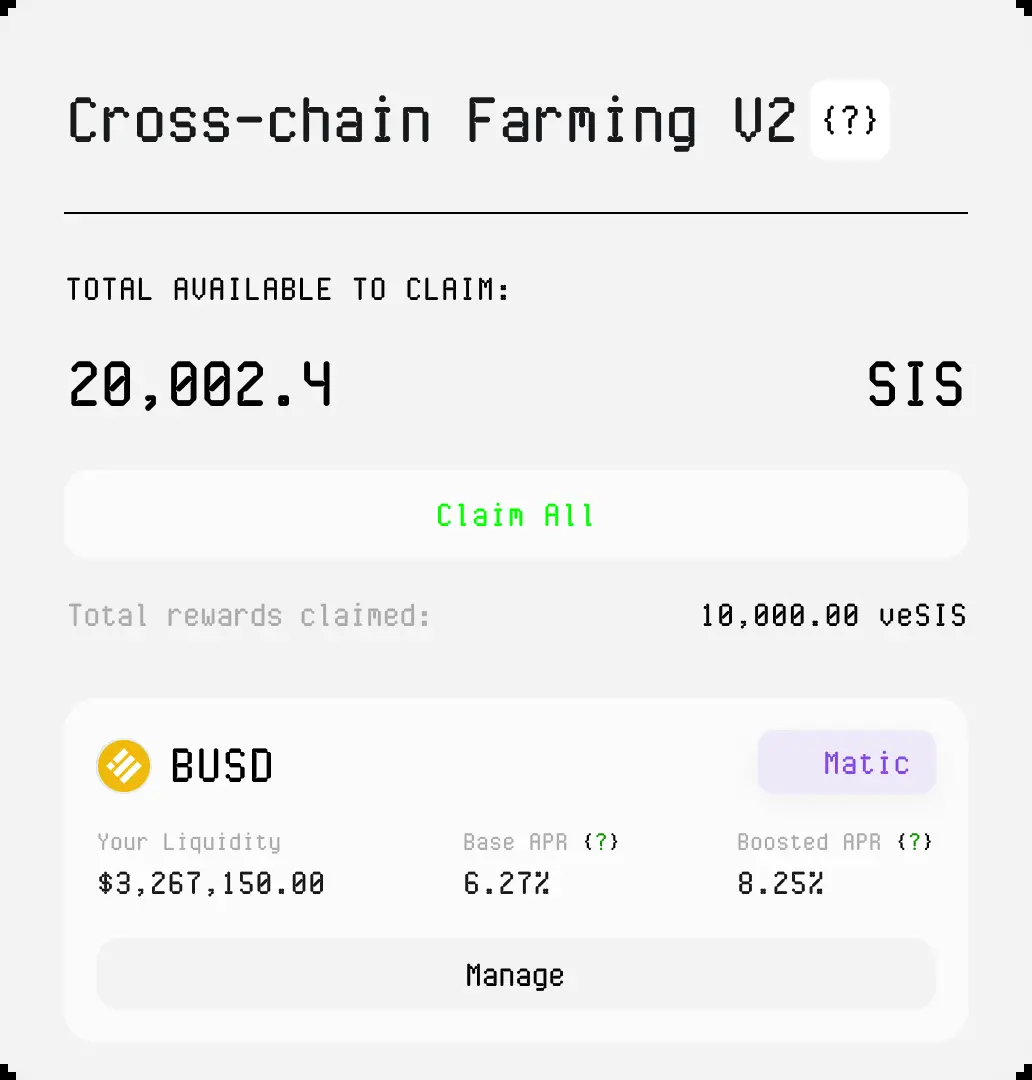 Cross-chain Farming V2 {?}
TOTAL AVAILABLE TO CLAIM:
20,002.4 SIS
Claim All
Total rewards claimed: 10,000.00 veSIS
BUSD Matic
Your Liquidity Base APR {?} Boosted APR {?}
$3,267,150.00 6.27% 8.25%
Manage